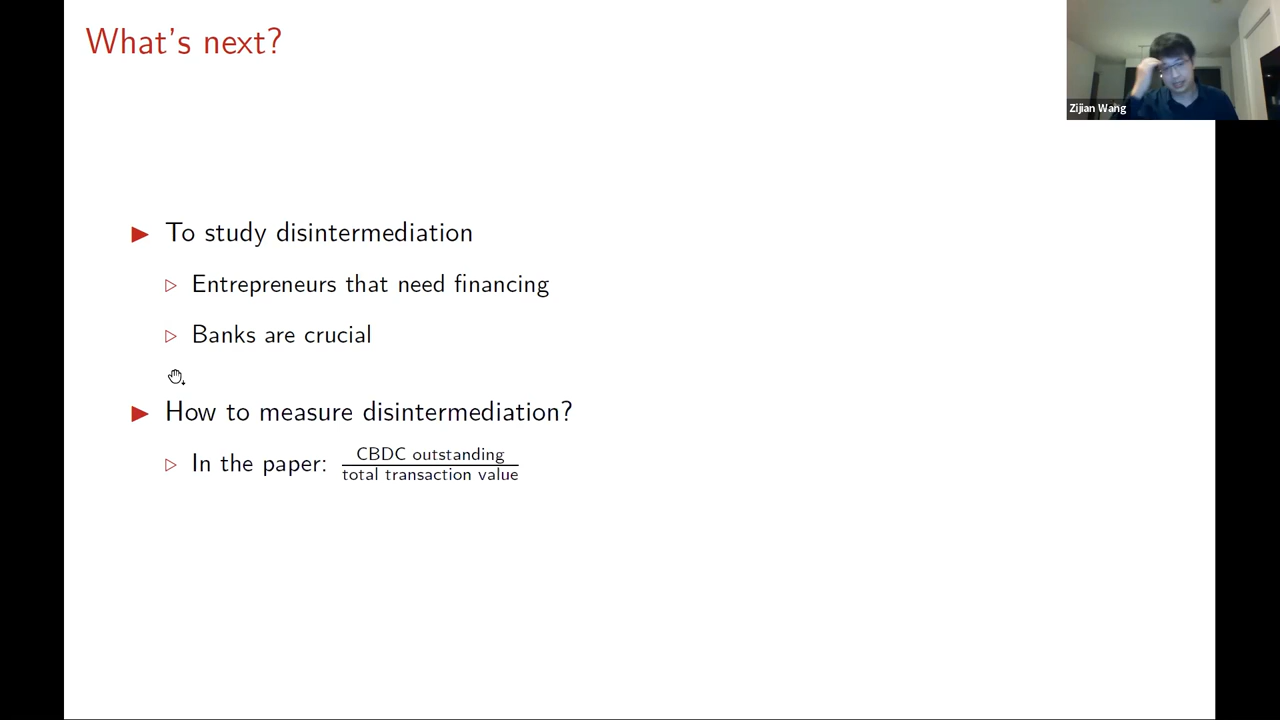 What's next?
Zijian Wang
▶ To study disintermediation
▷ Entrepreneurs that need financing
▷ Banks are crucial
▶ How to measure disintermediation?
▷ In the paper: CBDC outstanding
total transaction value